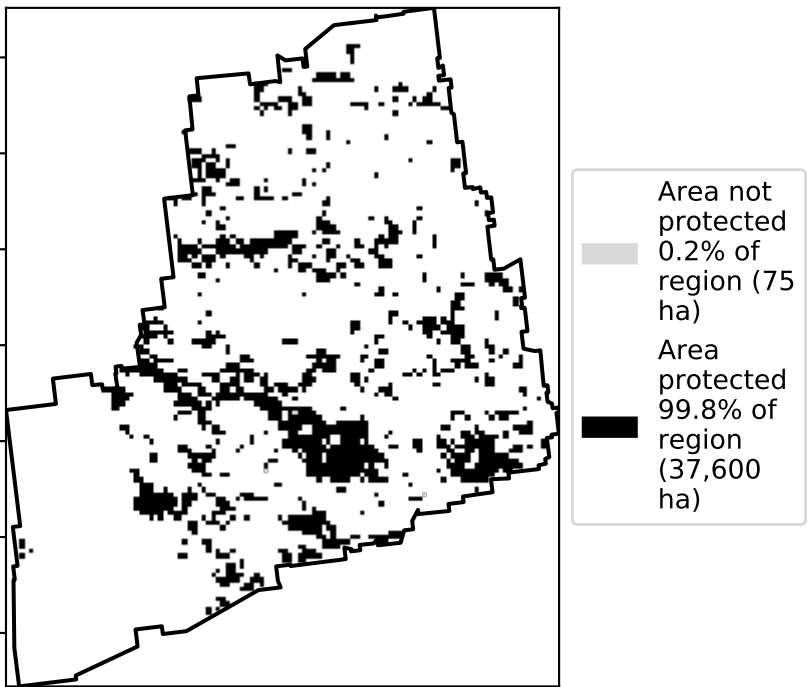 Area not
protected
0.2% of
region (75
ha)
Area
protected
99.8% of
region
(37,600
ha)